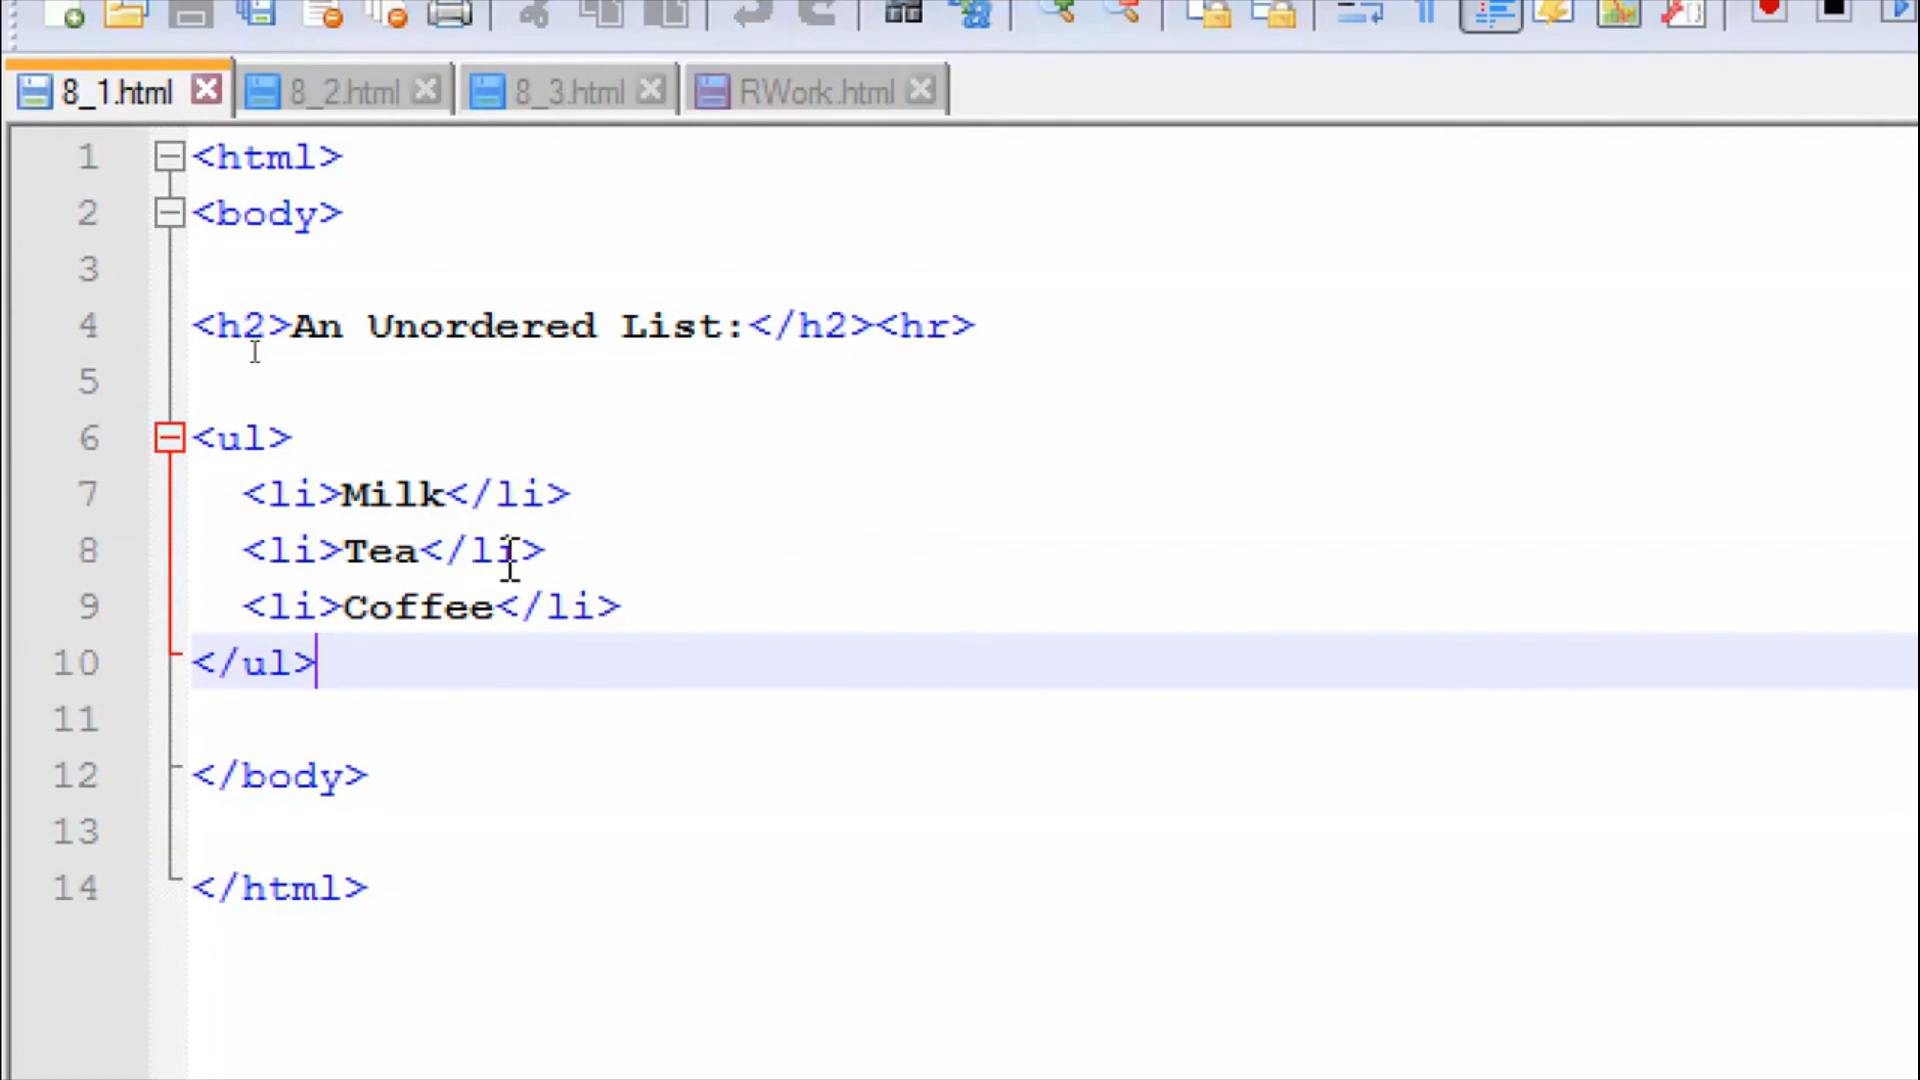 8_1.html 8_2.html 8_3.html RWork.html
1 <html>
2 <body>
3
4 <h2>An Unordered List:</h2><hr>
5
6 <ul>
7 <li>Milk</li>
8 <li>Tea</li>
9 <li>Coffee</li>
10 </ul>
11
12 </body>
13
14 </html>